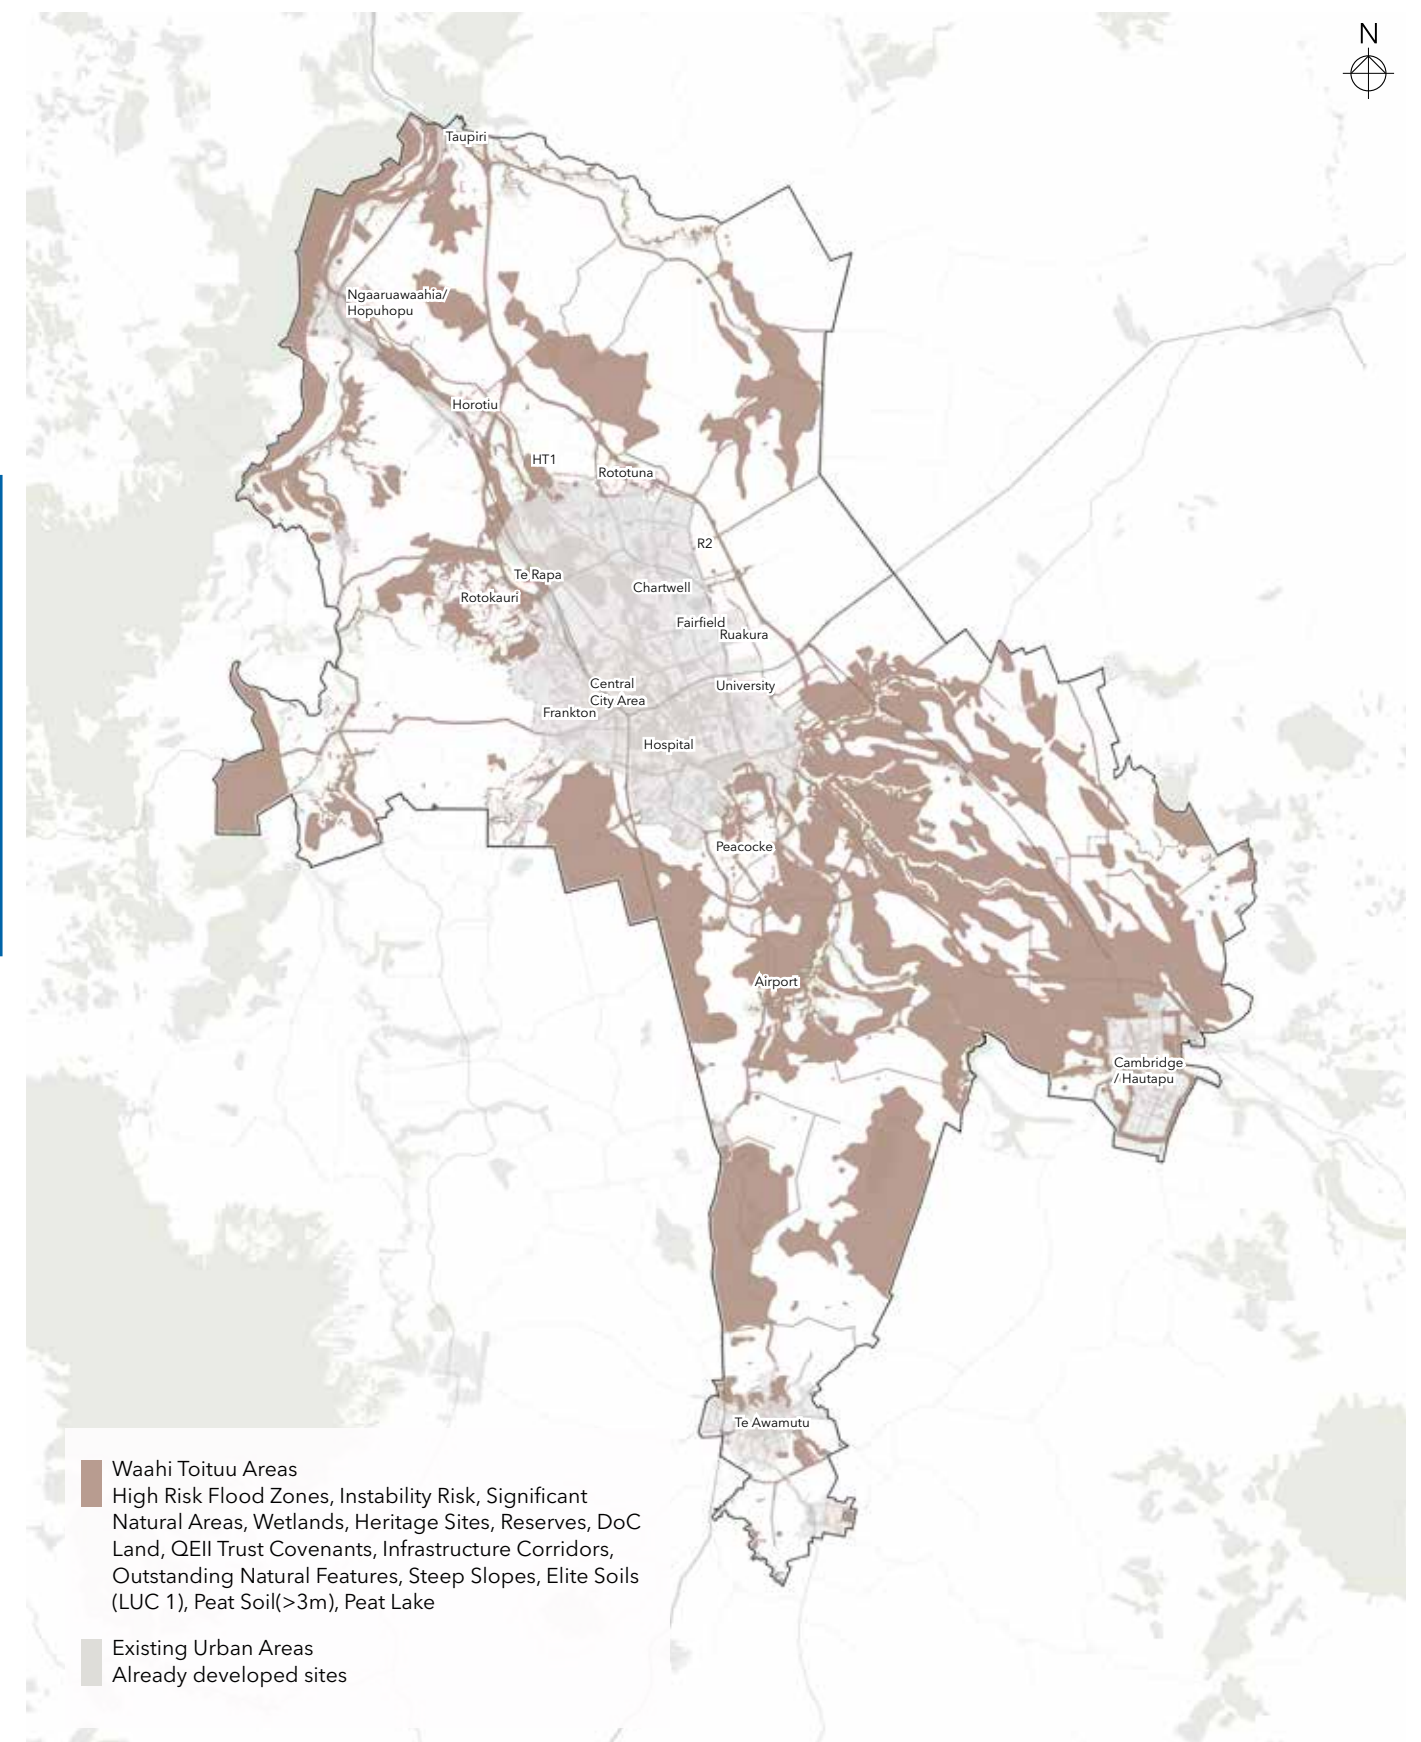 N
Taupiri
Ngaaruawaahia/
Hopuhopu
Horotiu
HT1
Rototuna
R2
Te Rapa
Chartwell
Rotokauri
Fairfield
Ruakura
Central
City Area
University
Frankton
Hospital
Peacocke
Airport
Cambridge
/ Hautapu
Te Awamutu
Waahi Toituu Areas
High Risk Flood Zones, Instability Risk, Significant
Natural Areas, Wetlands, Heritage Sites, Reserves, DoC
Land, QEII Trust Covenants, Infrastructure Corridors,
Outstanding Natural Features, Steep Slopes, Elite Soils
(LUC 1), Peat Soil(>3m), Peat Lake
Existing Urban Areas
Already developed sites